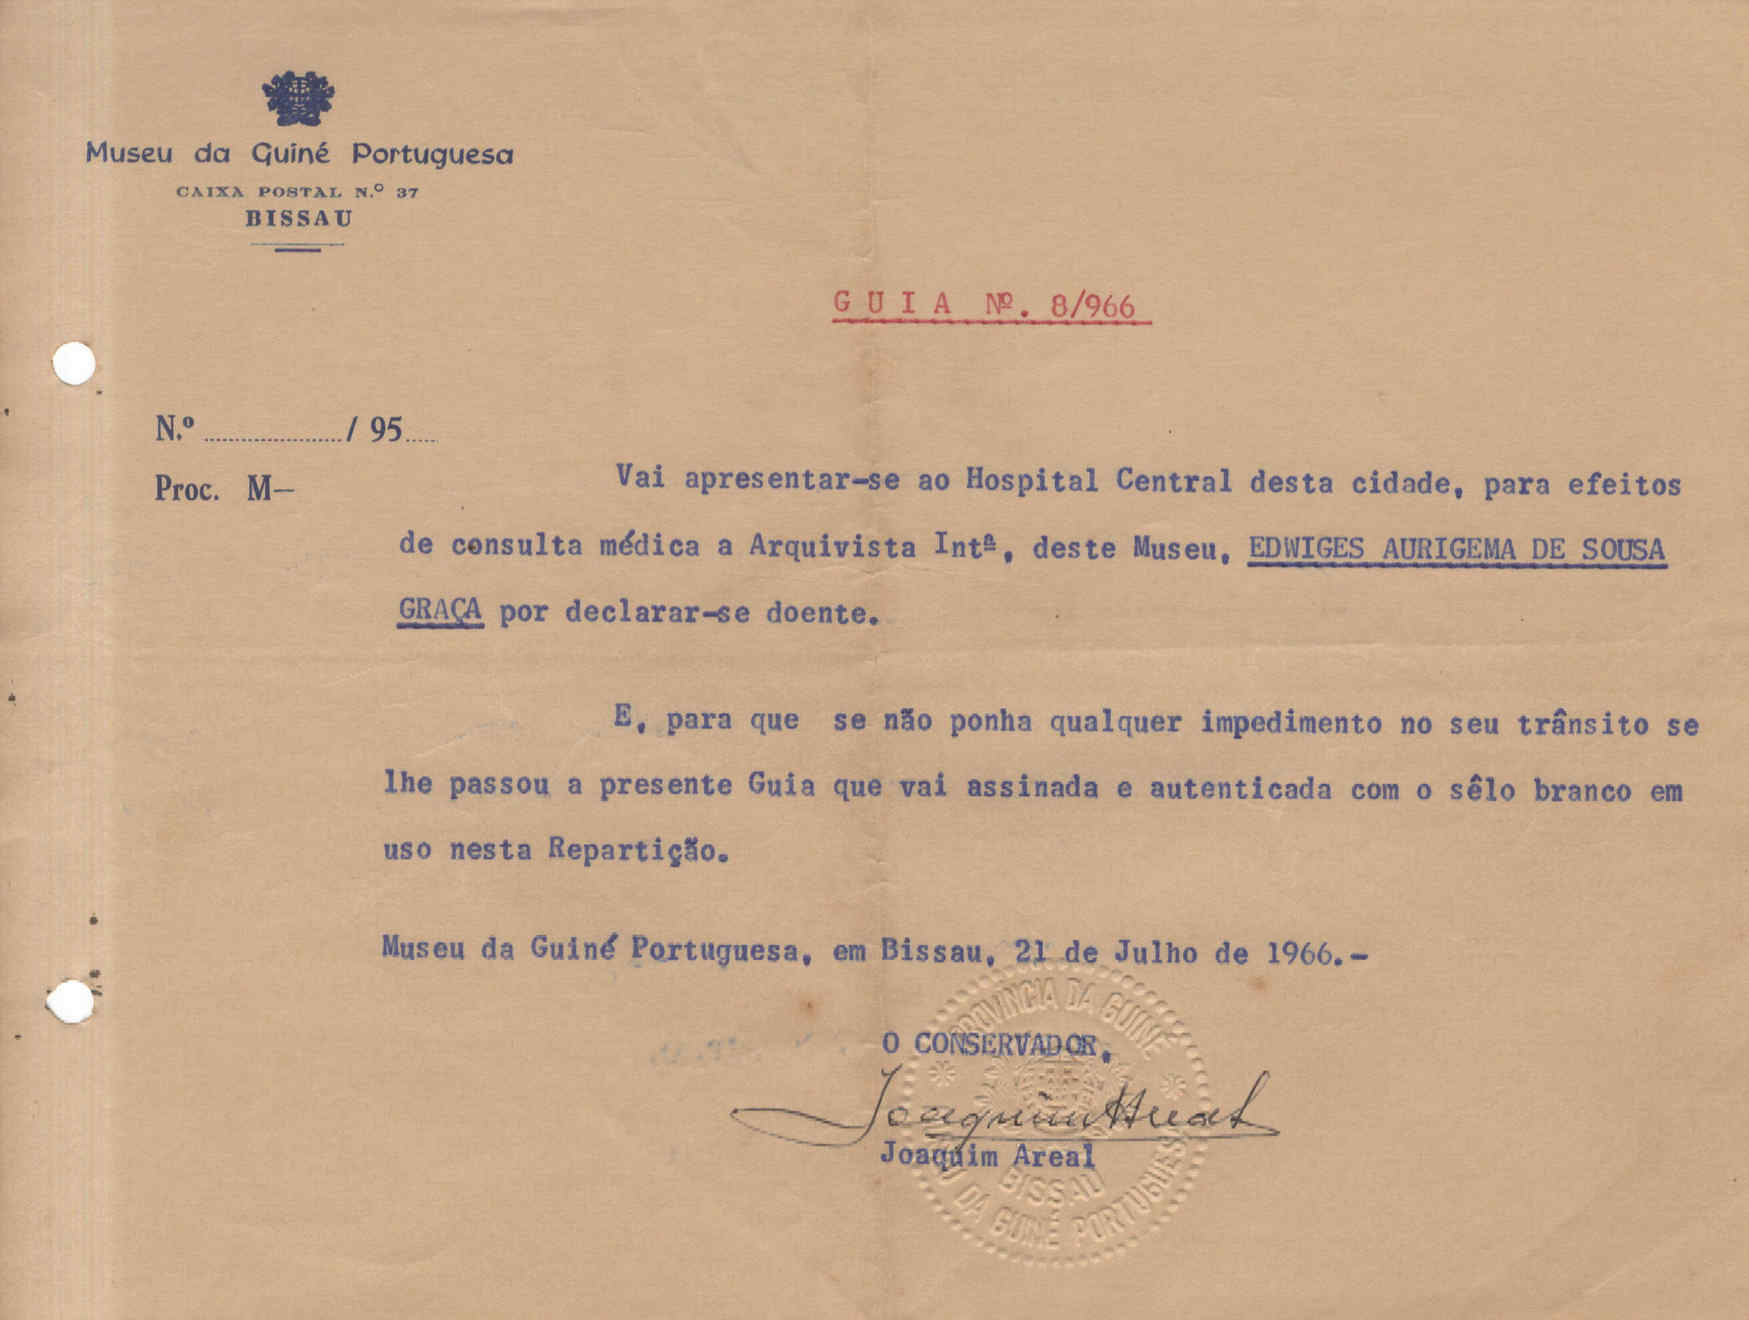 Museu da Guiné Portuguesa
CAIXA POSTAL N.º 37
BISSAU
G U I A Nº. 8/966
N.º ...................... / 95.....
Proc. M—
Vai apresentar-se ao Hospital Central desta cidade, para efeitos
de consulta médica a Arquivista Intª, deste Museu, EDWIGES AURIGEMA DE SOUSA
GRAÇA por declarar-se doente.
E, para que se não ponha qualquer impedimento no seu trânsito se
lhe passou a presente Guia que vai assinada e autenticada com o sêlo branco em
uso nesta Repartição.
Museu da Guiné Portuguesa, em Bissau, 21 de Julho de 1966.-
O CONSERVADOR,
Joaquim Areal
Joaquim Areal
PROVÍNCIA DA GUINÉ
BISSAU
DA GUINÉ PORTUGUESA